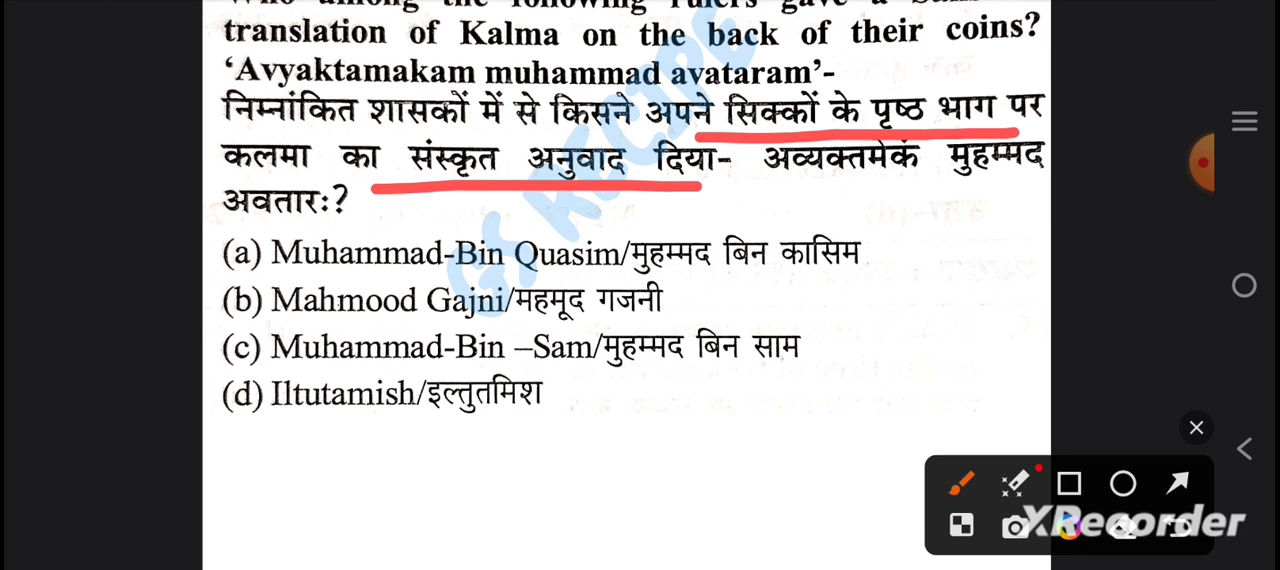 translation of Kalma on the back of their coins?
‘Avyaktamakam muhammad avataram’-
निम्नांकित शासकों में से किसने अपने सिक्कों के पृष्ठ भाग पर
कलमा का संस्कृत अनुवाद दिया- अव्यक्तमेकं मुहम्मद
अवतारः?
(a) Muhammad-Bin Quasim/मुहम्मद बिन कासिम
(b) Mahmood Gajni/महमूद गजनी
(c) Muhammad-Bin –Sam/मुहम्मद बिन साम
(d) Iltutamish/इल्तुतमिश
GS RECIPE
XRecorder